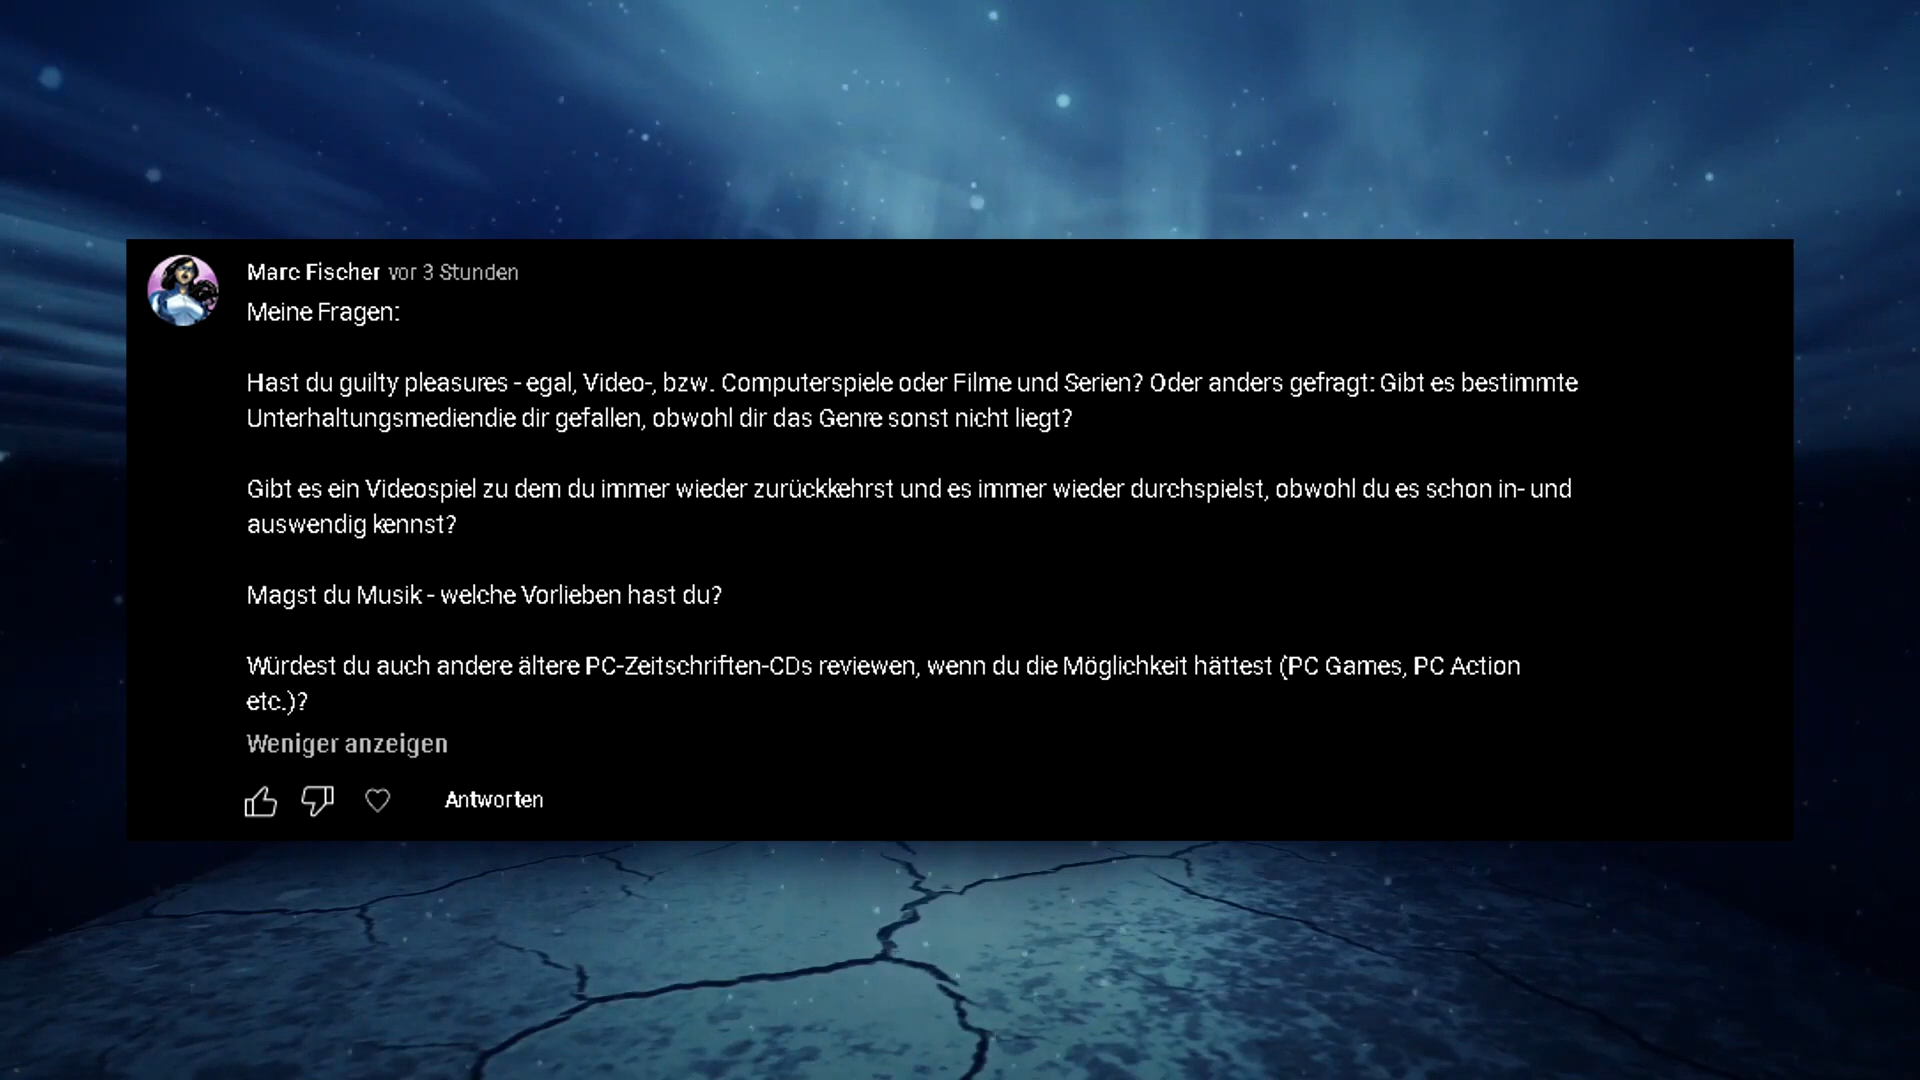 Marc Fischer vor 3 Stunden
Meine Fragen:
Hast du guilty pleasures - egal, Video-, bzw. Computerspiele oder Filme und Serien? Oder anders gefragt: Gibt es bestimmte
Unterhaltungsmediendie dir gefallen, obwohl dir das Genre sonst nicht liegt?
Gibt es ein Videospiel zu dem du immer wieder zurückkehrst und es immer wieder durchspielst, obwohl du es schon in- und
auswendig kennst?
Magst du Musik - welche Vorlieben hast du?
Würdest du auch andere ältere PC-Zeitschriften-CDs reviewen, wenn du die Möglichkeit hättest (PC Games, PC Action
etc.)?
Weniger anzeigen
Antworten